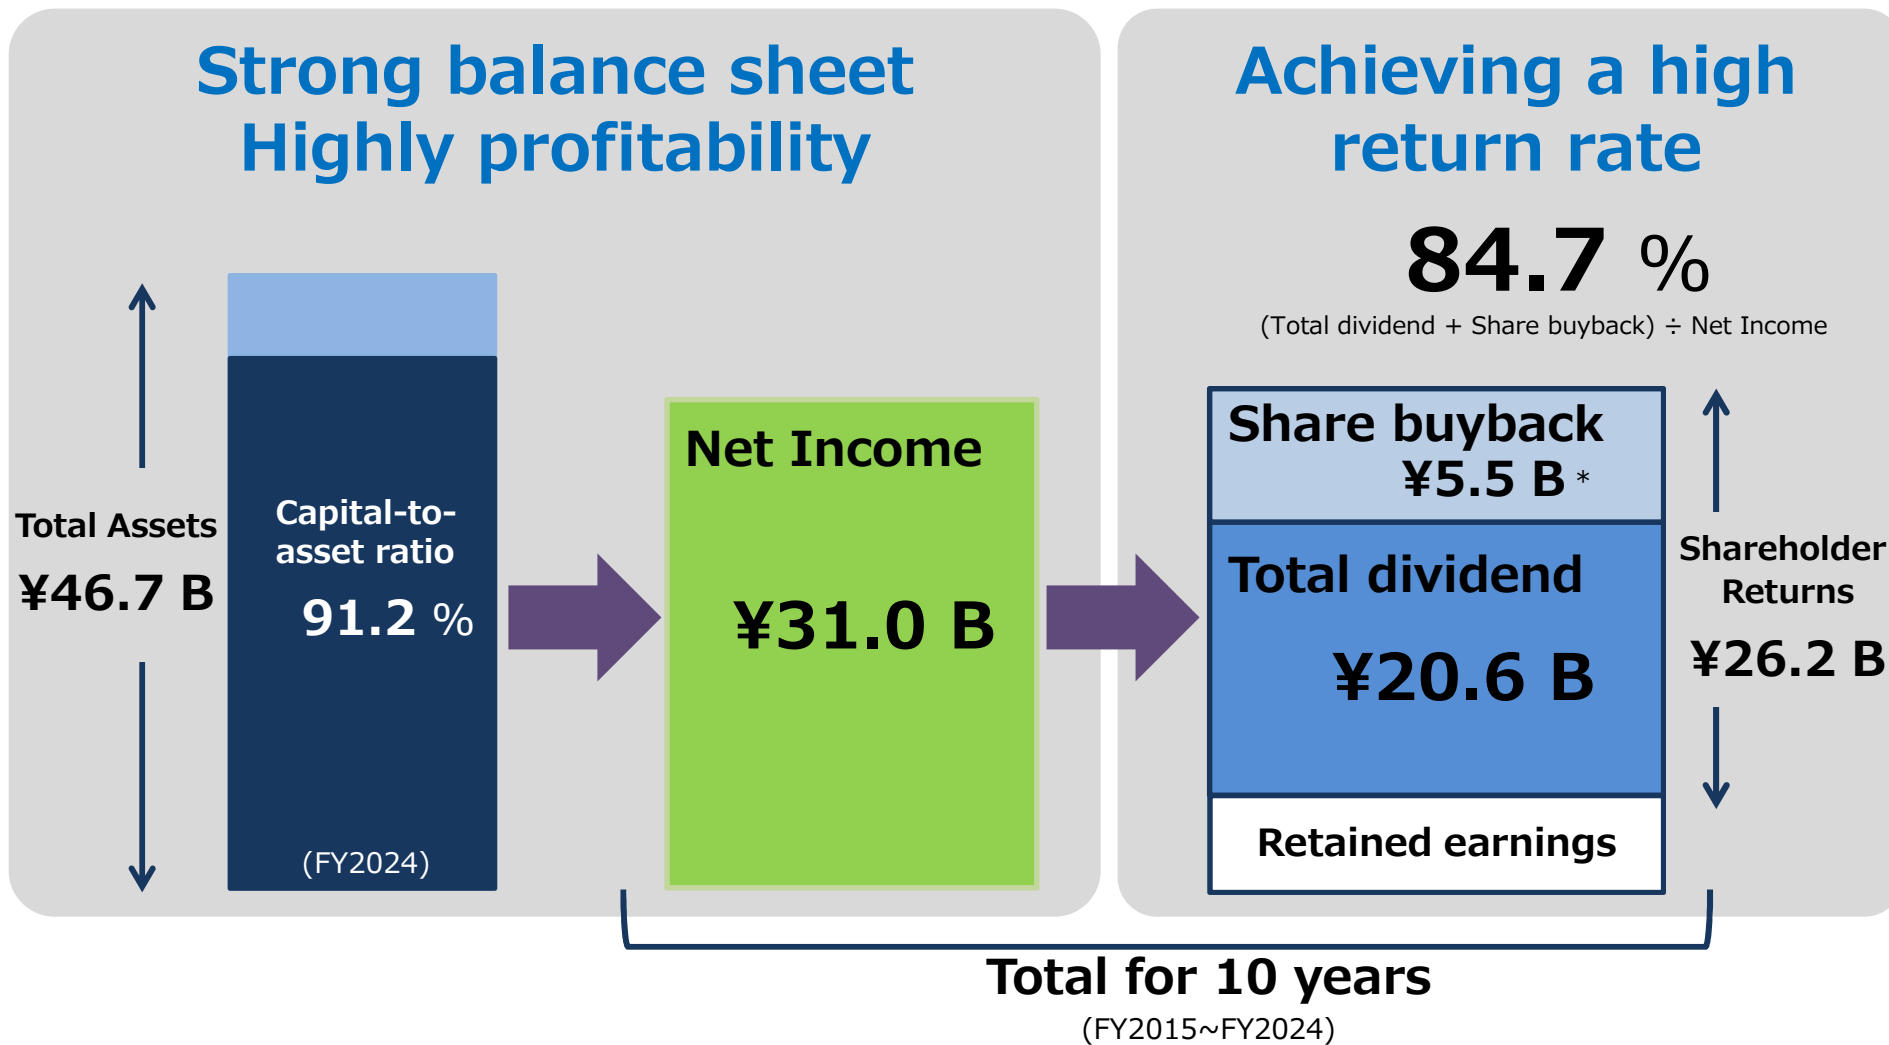 Strong balance sheet
Highly profitability
Total Assets
¥46.7 B
Capital-to-
asset ratio
91.2 %
(FY2024)
Net Income
¥31.0 B
Achieving a high
return rate
84.7 %
(Total dividend + Share buyback) ÷ Net Income
Share buyback
¥5.5 B *
Total dividend
¥20.6 B
Retained earnings
Shareholder
Returns
¥26.2 B
Total for 10 years
(FY2015~FY2024)